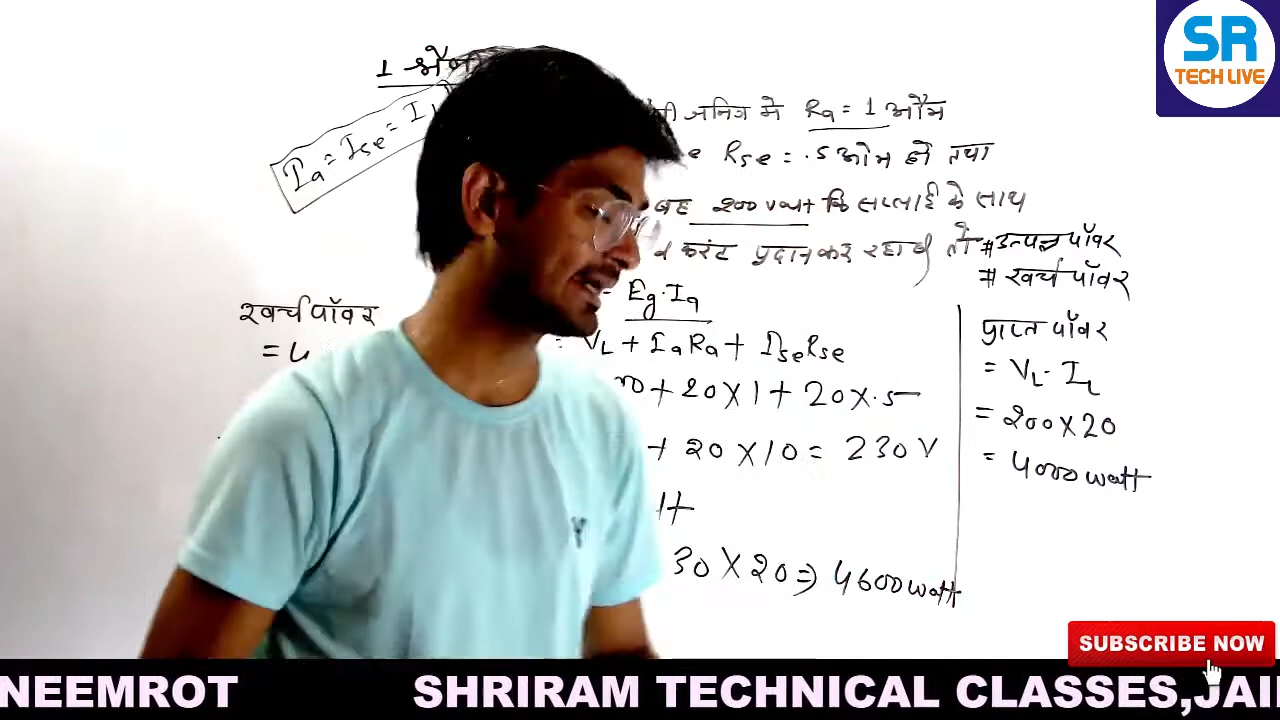 SR
TECH LIVE
1
जनित्र मे Ra = 1 ओम
Ia = Ise = I
Rse = .5 ओम हो तथा
यह 200 volt कि सप्लाई के साथ
करंट प्रदान कर रहा हो तो
# उत्पन्न पॉवर
# खर्च पॉवर
Eg.Ia
खर्च पॉवर
= 4
= VL + IaRa + IseRse
+ 20 X 1 + 20 X .5
+ 20 X 10 = 230 V
lt
30 X 20 => 4600 watt
प्राप्त पॉवर
= VL . IL
= 200 X 20
= 4000 watt
SUBSCRIBE NOW
NEEMROT SHRIRAM TECHNICAL CLASSES,JAI